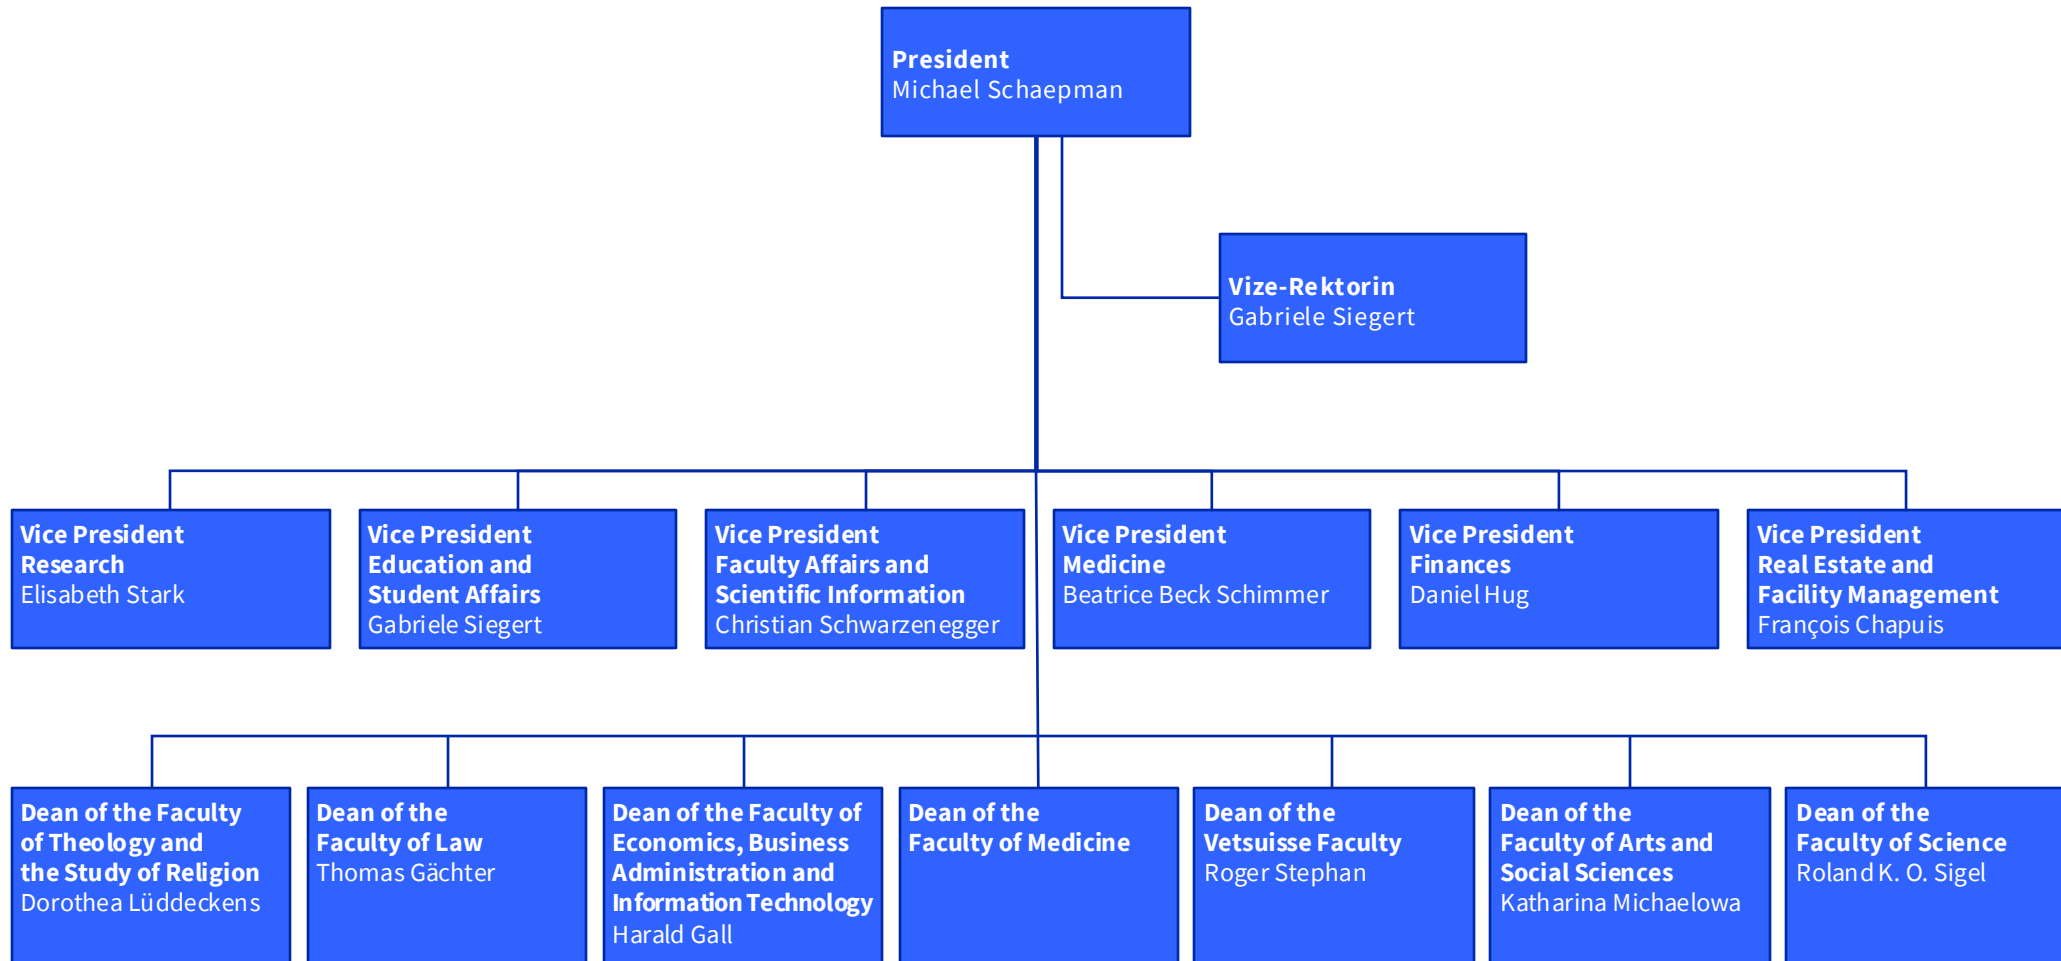 President
Michael Schaepman
Vize-Rektorin
Gabriele Siegert
Vice President
Research
Elisabeth Stark
Vice President
Education and
Student Affairs
Gabriele Siegert
Vice President
Faculty Affairs and
Scientific Information
Christian Schwarzenegger
Vice President
Medicine
Beatrice Beck Schimmer
Vice President
Finances
Daniel Hug
Vice President
Real Estate and
Facility Management
François Chapuis
Dean of the Faculty
of Theology and
the Study of Religion
Dorothea Lüddeckens
Dean of the
Faculty of Law
Thomas Gächter
Dean of the Faculty of
Economics, Business
Administration and
Information Technology
Harald Gall
Dean of the
Faculty of Medicine
Dean of the
Vetsuisse Faculty
Roger Stephan
Dean of the
Faculty of Arts and
Social Sciences
Katharina Michaelowa
Dean of the
Faculty of Science
Roland K. O. Sigel